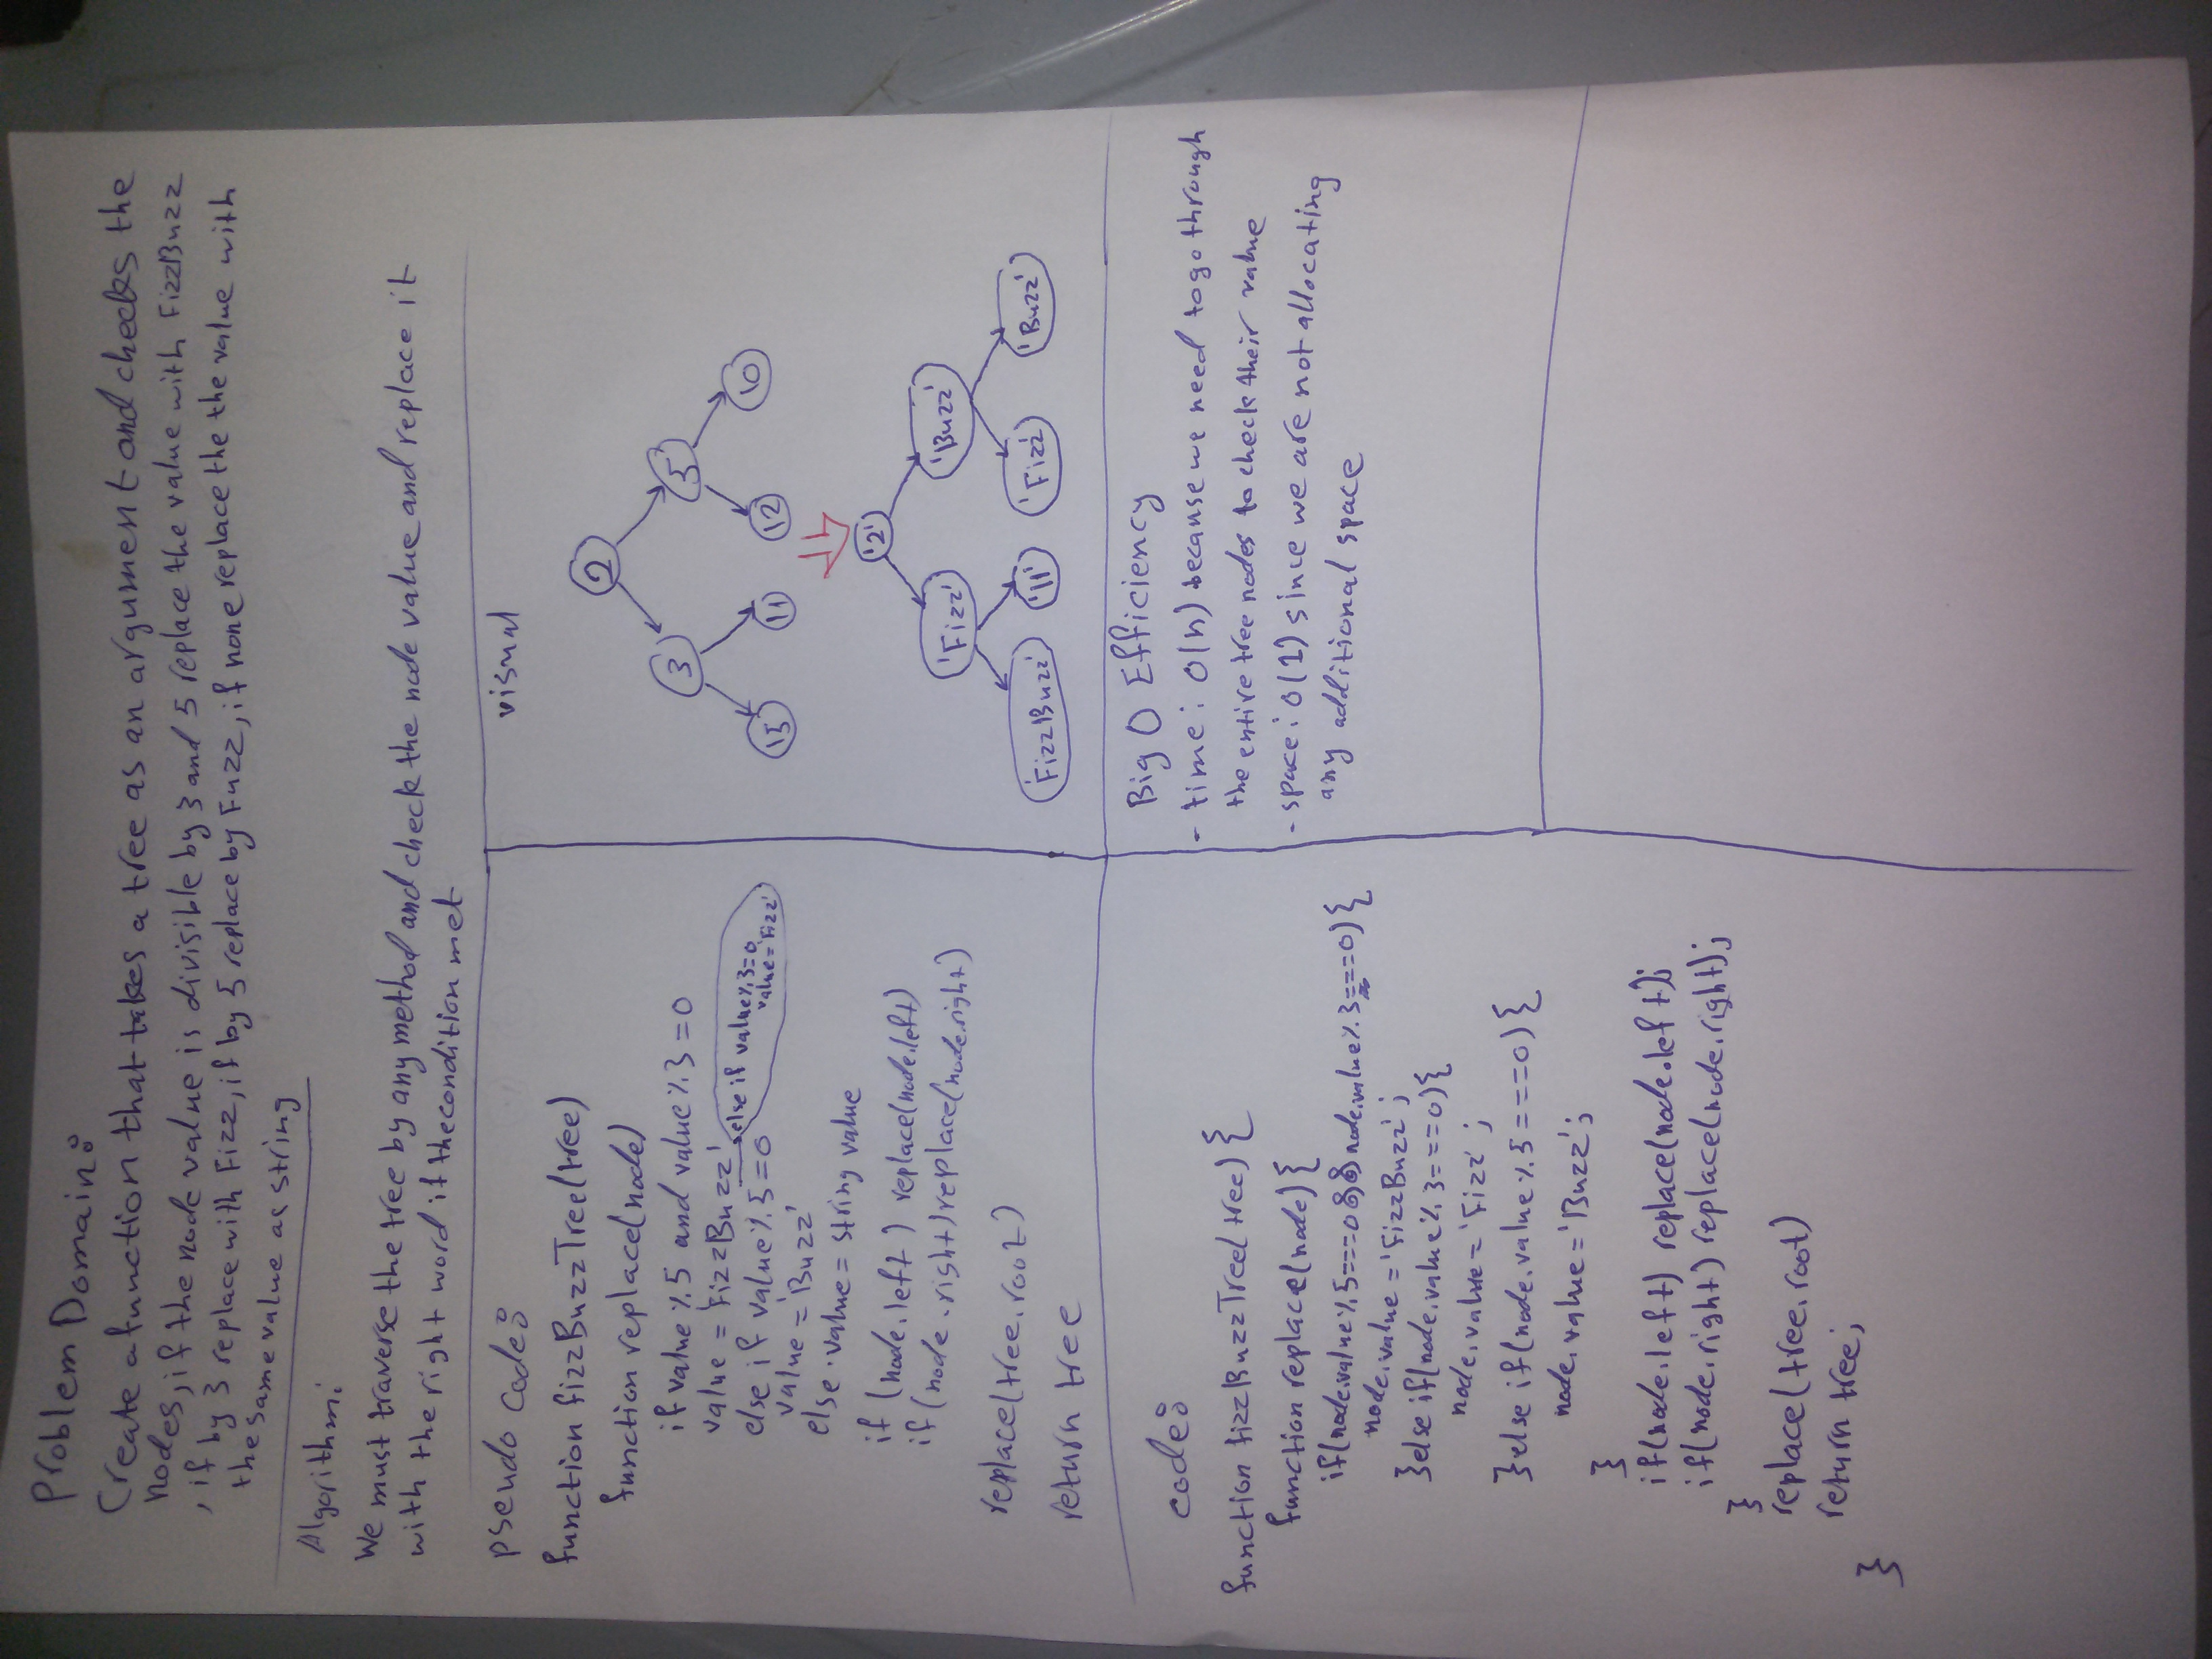 Problem Domain:
Create a function that takes a tree as an argument and checks the
nodes, if the node value is divisible by 3 and 5 replace the value with FizzBuzz
, if by 3 replace with Fizz, if by 5 replace by Fuzz, if none replace the the value with
the same value as string
Algorithm:
We must traverse the tree by any method and check the node value and replace it
with the right word if the condition met
pseudo code:
function fizzBuzzTree(tree)
function replace(node)
if value % 5 and value % 3 = 0
value = 'FizzBuzz'
else if value % 3 = 0
value = 'Fizz'
else if value % 5 = 0
value = 'Buzz'
else value = string value
if (node.left) replace(node.left)
if (node.right) replace(node.right)
replace(tree.root)
return tree
visual
2
3 5
15 11 12 10
'2'
'Fizz' 'Buzz'
'FizzBuzz' '11' 'Fizz' 'Buzz'
code:
function fizzBuzzTree(tree){
function replace(node){
if(node.value % 5===0 && node.value % 3===0){
node.value = 'FizzBuzz';
}else if(node.value % 3===0){
node.value = 'Fizz';
}else if(node.value % 5===0){
node.value = 'Buzz';
}
if(node.left) replace(node.left);
if(node.right) replace(node.right);
}
replace(tree.root)
return tree;
}
Big O Efficiency
- time: O(n) because we need to go through
the entire tree nodes to check their value
- space: O(1) since we are not allocating
any additional space